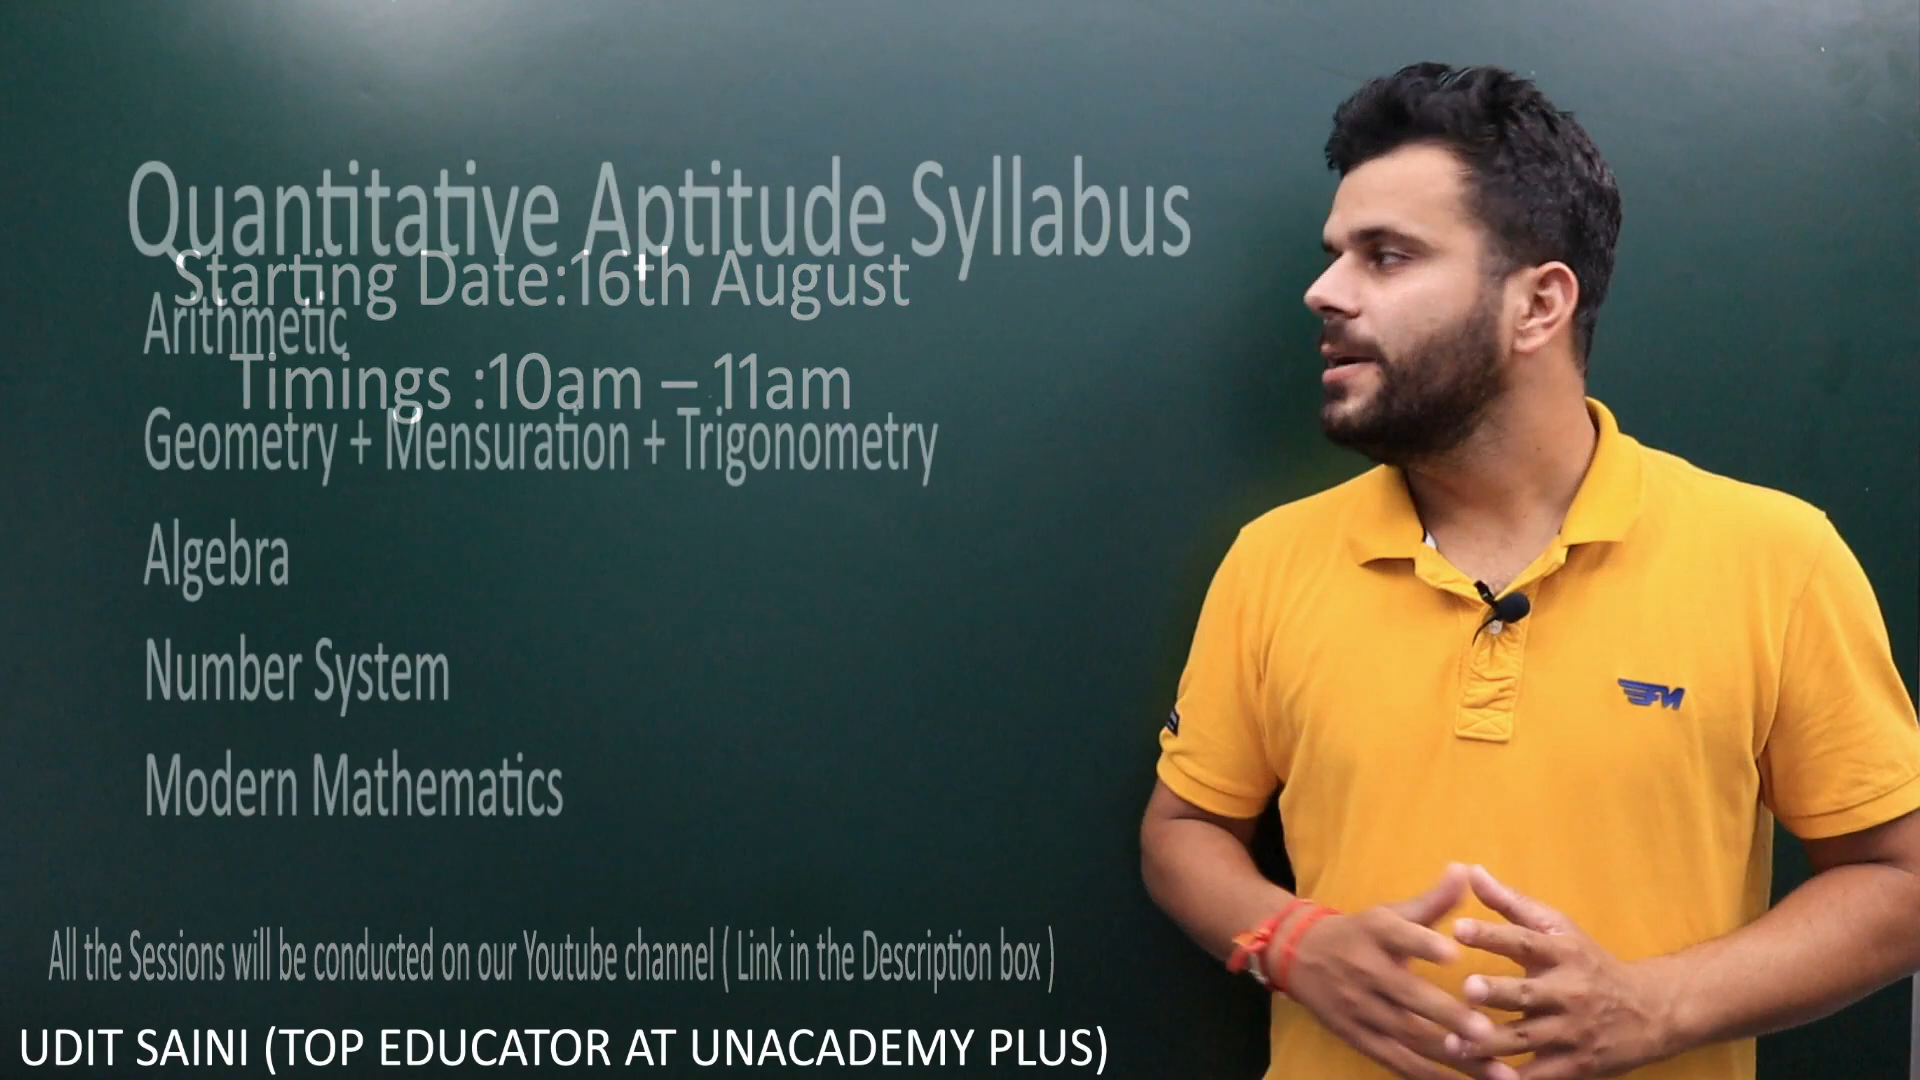 Quantitative Aptitude Syllabus
Starting Date:16th August
Arithmetic
Timings :10am – 11am
Geometry + Mensuration + Trigonometry
Algebra
Number System
Modern Mathematics
All the Sessions will be conducted on our Youtube channel ( Link in the Description box )
UDIT SAINI (TOP EDUCATOR AT UNACADEMY PLUS)
FM